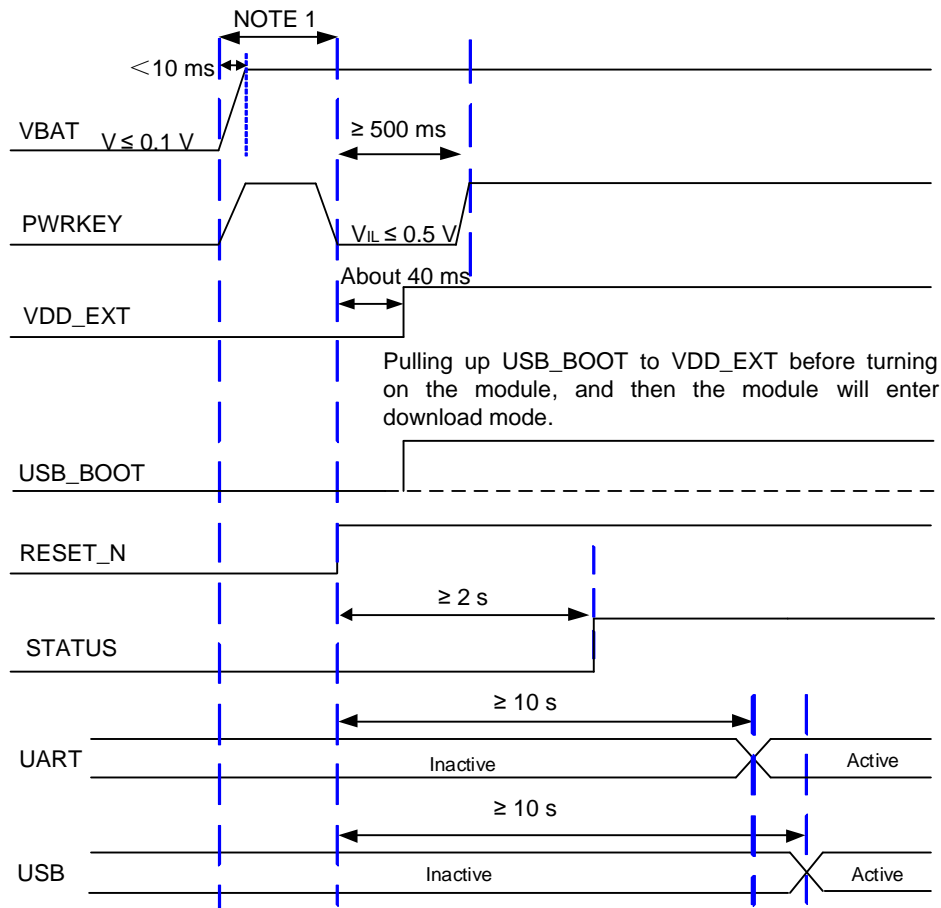 NOTE 1
<10 ms
VBAT
V ≤ 0.1 V
≥ 500 ms
PWRKEY
VIL ≤ 0.5 V
About 40 ms
VDD_EXT
Pulling up USB_BOOT to VDD_EXT before turning
on the module, and then the module will enter
download mode.
USB_BOOT
RESET_N
≥ 2 s
STATUS
≥ 10 s
UART
Inactive
Active
≥ 10 s
USB
Inactive
Active